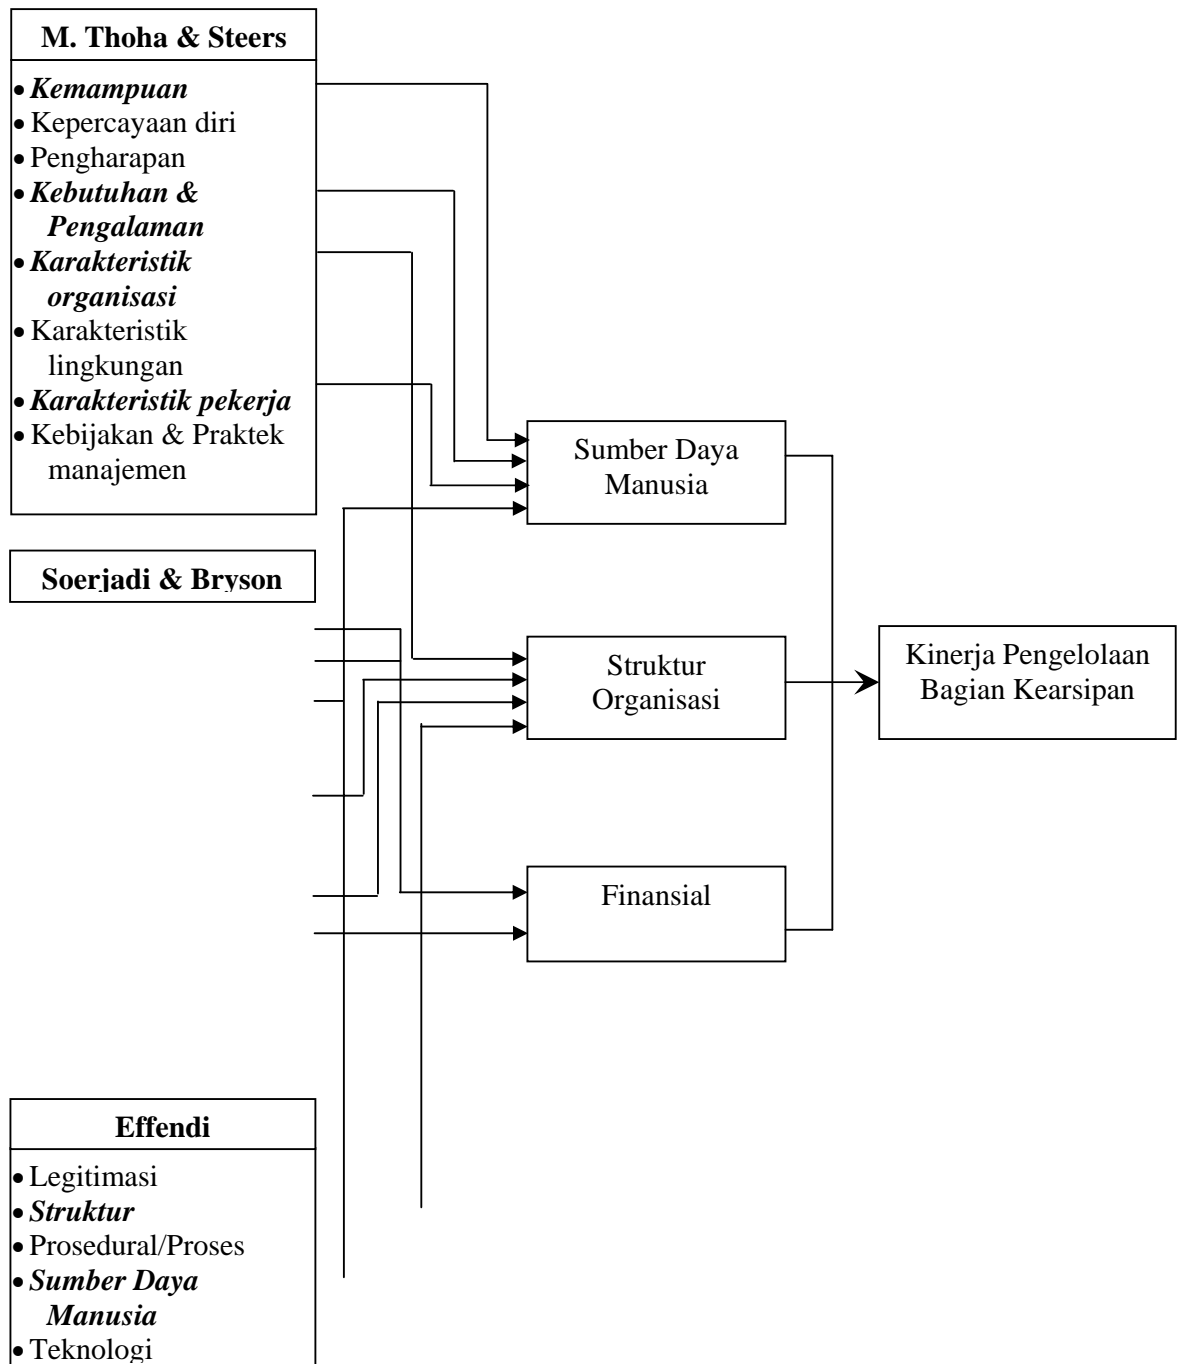 M. Thoha & Steers
• Kemampuan
• Kepercayaan diri
• Pengharapan
• Kebutuhan &
Pengalaman
• Karakteristik
organisasi
• Karakteristik
lingkungan
• Karakteristik pekerja
• Kebijakan & Praktek
manajemen
Soerjadi & Bryson
Effendi
• Legitimasi
• Struktur
• Prosedural/Proses
• Sumber Daya
Manusia
• Teknologi
Sumber Daya
Manusia
Struktur
Organisasi
Finansial
Kinerja Pengelolaan
Bagian Kearsipan